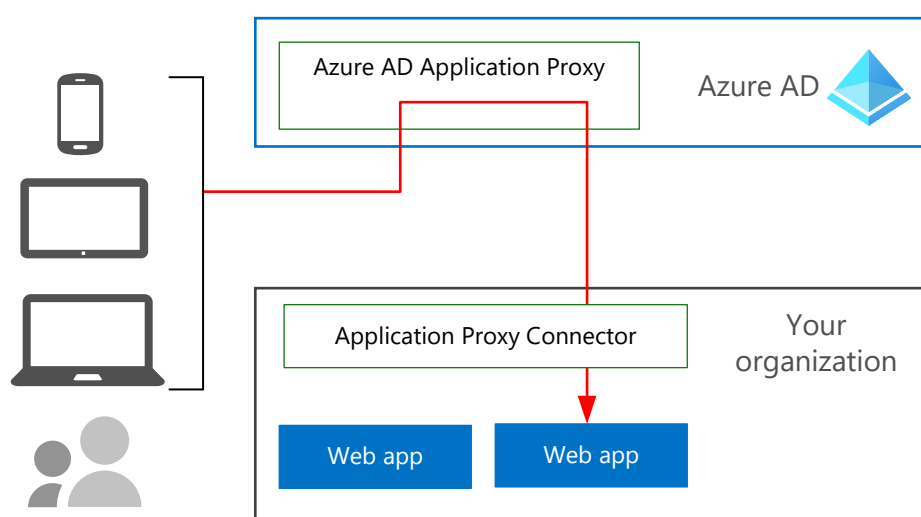 Azure AD Application Proxy
Azure AD
Application Proxy Connector
Your
organization
Web app
Web app